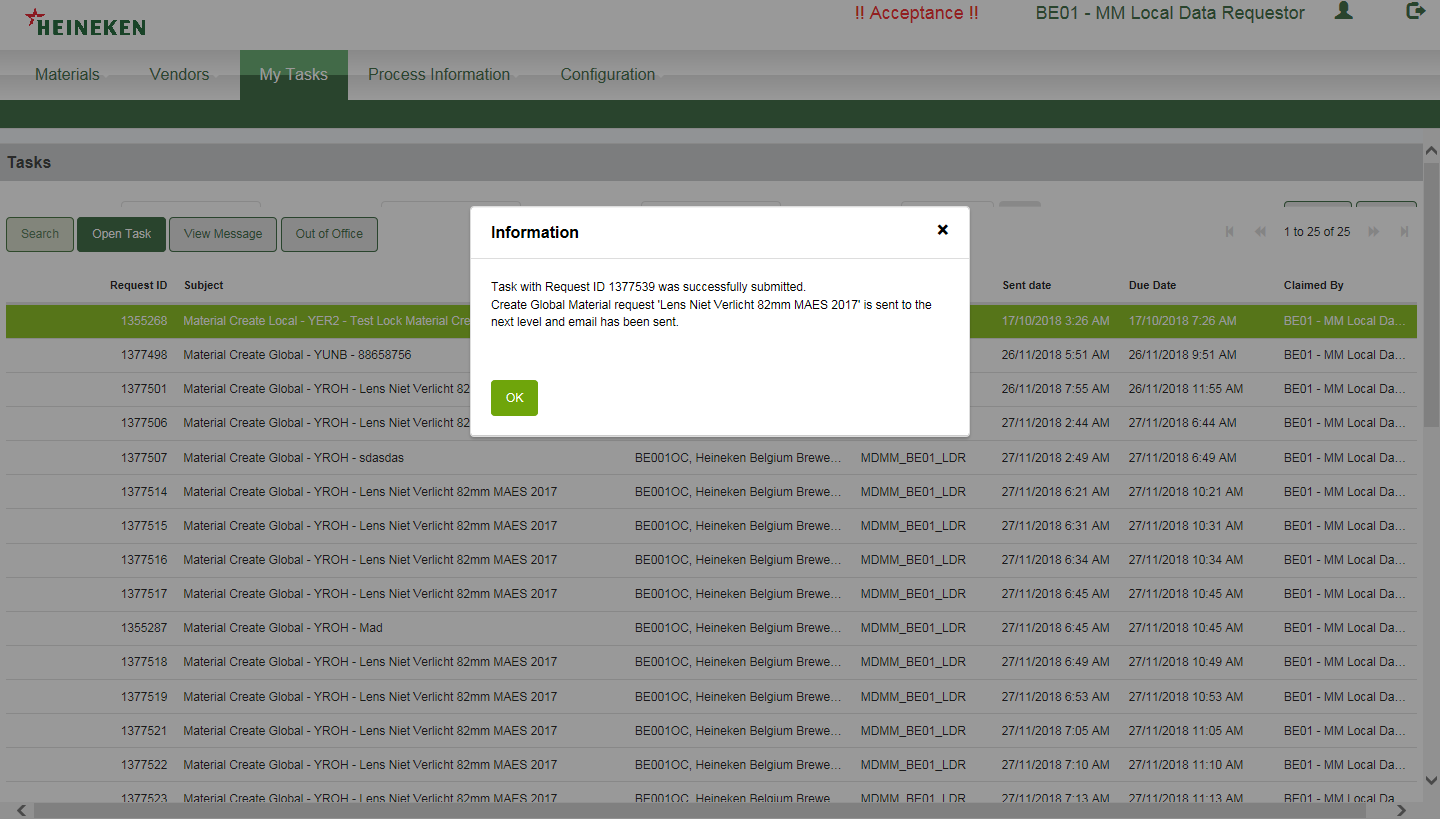 HEINEKEN
!! Acceptance !! BE01 - MM Local Data Requestor
Materials Vendors My Tasks Process Information Configuration
Tasks
Search Open Task View Message Out of Office 1 to 25 of 25
Information
Task with Request ID 1377539 was successfully submitted.
Create Global Material request 'Lens Niet Verlicht 82mm MAES 2017' is sent to the
next level and email has been sent.
OK
Request ID Subject Sent date Due Date Claimed By
1355268 Material Create Local - YER2 - Test Lock Material Cre 17/10/2018 3:26 AM 17/10/2018 7:26 AM BE01 - MM Local Da...
1377498 Material Create Global - YUNB - 88658756 26/11/2018 5:51 AM 26/11/2018 9:51 AM BE01 - MM Local Da...
1377501 Material Create Global - YROH - Lens Niet Verlicht 82 26/11/2018 7:55 AM 26/11/2018 11:55 AM BE01 - MM Local Da...
1377506 Material Create Global - YROH - Lens Niet Verlicht 82 27/11/2018 2:44 AM 27/11/2018 6:44 AM BE01 - MM Local Da...
1377507 Material Create Global - YROH - sdasdas BE001OC, Heineken Belgium Brewe... MDMM_BE01_LDR 27/11/2018 2:49 AM 27/11/2018 6:49 AM BE01 - MM Local Da...
1377514 Material Create Global - YROH - Lens Niet Verlicht 82mm MAES 2017 BE001OC, Heineken Belgium Brewe... MDMM_BE01_LDR 27/11/2018 6:21 AM 27/11/2018 10:21 AM BE01 - MM Local Da...
1377515 Material Create Global - YROH - Lens Niet Verlicht 82mm MAES 2017 BE001OC, Heineken Belgium Brewe... MDMM_BE01_LDR 27/11/2018 6:31 AM 27/11/2018 10:31 AM BE01 - MM Local Da...
1377516 Material Create Global - YROH - Lens Niet Verlicht 82mm MAES 2017 BE001OC, Heineken Belgium Brewe... MDMM_BE01_LDR 27/11/2018 6:34 AM 27/11/2018 10:34 AM BE01 - MM Local Da...
1377517 Material Create Global - YROH - Lens Niet Verlicht 82mm MAES 2017 BE001OC, Heineken Belgium Brewe... MDMM_BE01_LDR 27/11/2018 6:45 AM 27/11/2018 10:45 AM BE01 - MM Local Da...
1355287 Material Create Global - YROH - Mad BE001OC, Heineken Belgium Brewe... MDMM_BE01_LDR 27/11/2018 6:45 AM 27/11/2018 10:45 AM BE01 - MM Local Da...
1377518 Material Create Global - YROH - Lens Niet Verlicht 82mm MAES 2017 BE001OC, Heineken Belgium Brewe... MDMM_BE01_LDR 27/11/2018 6:49 AM 27/11/2018 10:49 AM BE01 - MM Local Da...
1377519 Material Create Global - YROH - Lens Niet Verlicht 82mm MAES 2017 BE001OC, Heineken Belgium Brewe... MDMM_BE01_LDR 27/11/2018 6:53 AM 27/11/2018 10:53 AM BE01 - MM Local Da...
1377521 Material Create Global - YROH - Lens Niet Verlicht 82mm MAES 2017 BE001OC, Heineken Belgium Brewe... MDMM_BE01_LDR 27/11/2018 7:05 AM 27/11/2018 11:05 AM BE01 - MM Local Da...
1377522 Material Create Global - YROH - Lens Niet Verlicht 82mm MAES 2017 BE001OC, Heineken Belgium Brewe... MDMM_BE01_LDR 27/11/2018 7:10 AM 27/11/2018 11:10 AM BE01 - MM Local Da...
1377523 Material Create Global - YROH - Lens Niet Verlicht 82mm MAES 2017 BE001OC, Heineken Belgium Brewe... MDMM_BE01_LDR 27/11/2018 7:13 AM 27/11/2018 11:13 AM BE01 - MM Local Da...